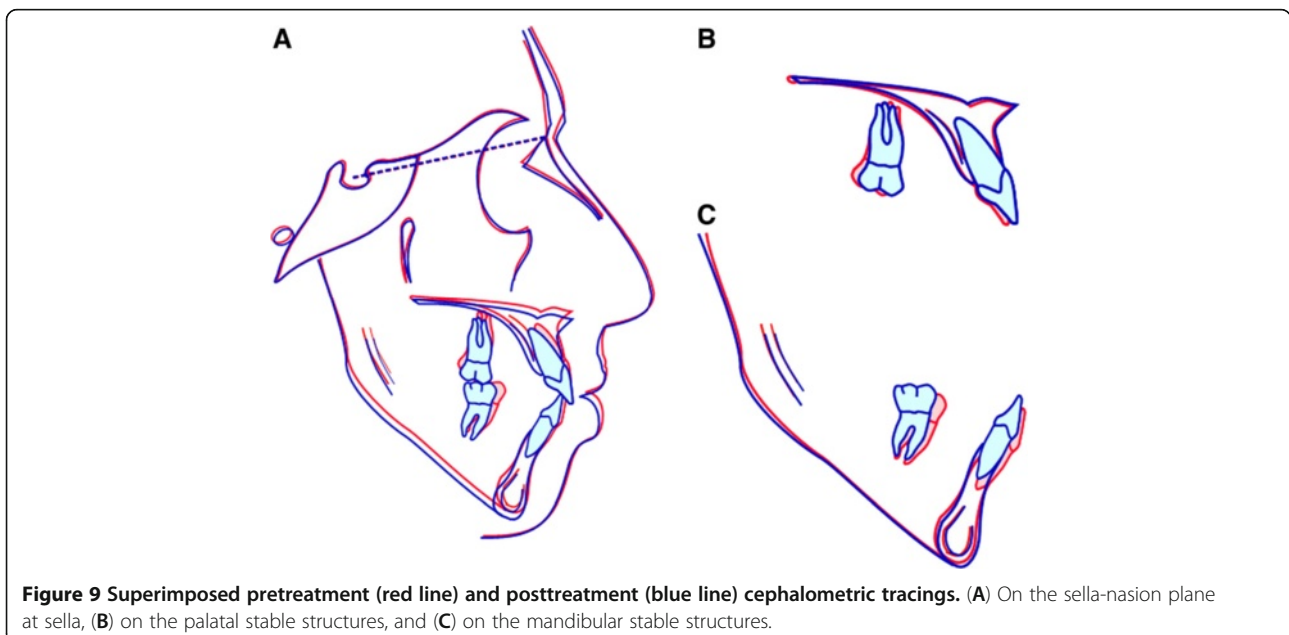 A
B
C
Figure 9 Superimposed pretreatment (red line) and posttreatment (blue line) cephalometric tracings. (A) On the sella-nasion plane
at sella, (B) on the palatal stable structures, and (C) on the mandibular stable structures.